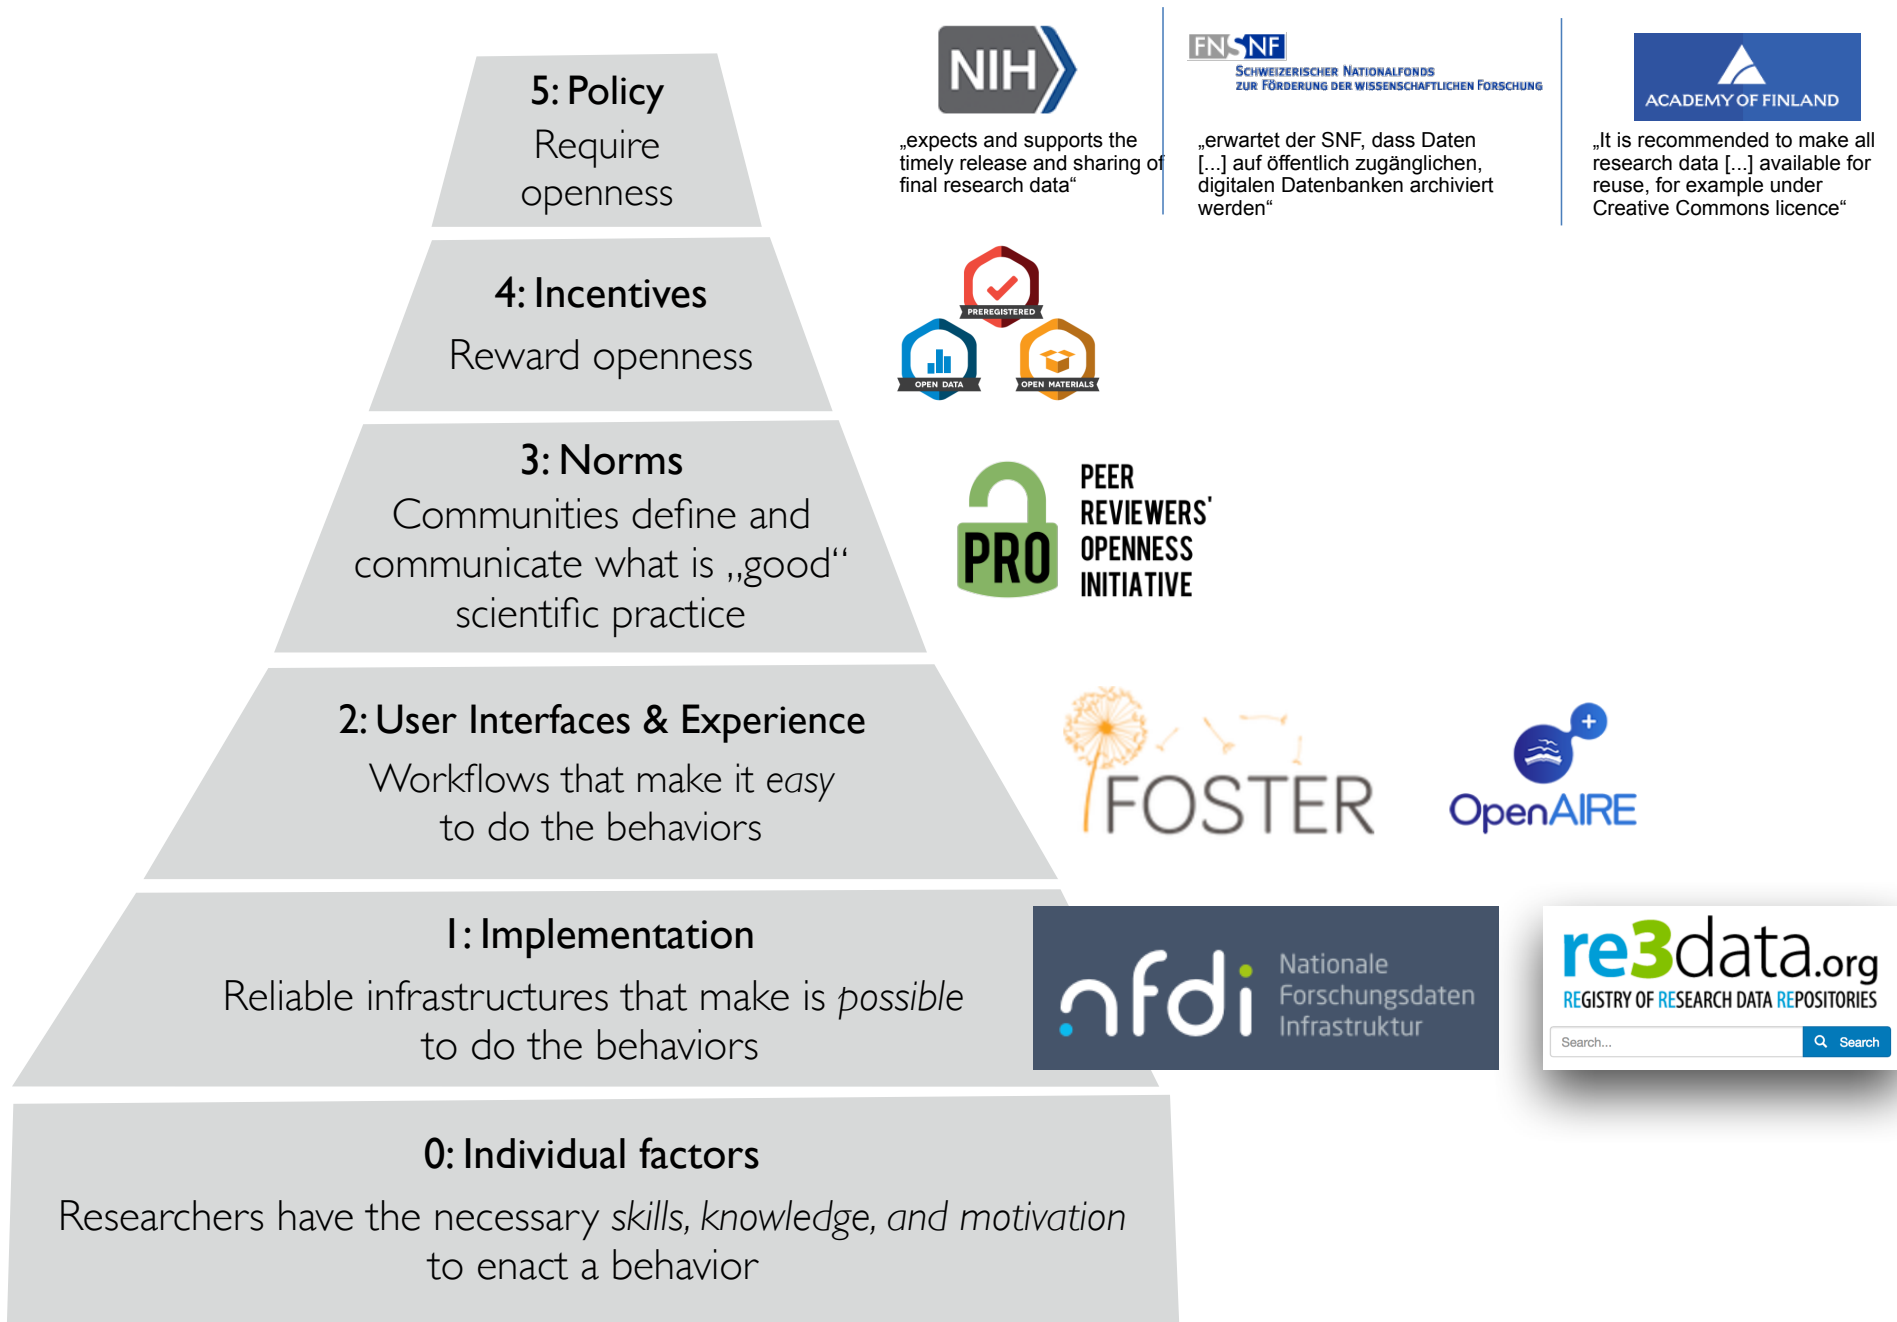 5: Policy
Require
openness
NIH
„expects and supports the
timely release and sharing of
final research data“
FNSNF
SCHWEIZERISCHER NATIONALFONDS
ZUR FÖRDERUNG DER WISSENSCHAFTLICHEN FORSCHUNG
„erwartet der SNF, dass Daten
[...] auf öffentlich zugänglichen,
digitalen Datenbanken archiviert
werden“
ACADEMY OF FINLAND
„It is recommended to make all
research data [...] available for
reuse, for example under
Creative Commons licence“
4: Incentives
Reward openness
PREREGISTERED
OPEN DATA
OPEN MATERIALS
3: Norms
Communities define and
communicate what is „good“
scientific practice
PRO
PEER
REVIEWERS'
OPENNESS
INITIATIVE
2: User Interfaces & Experience
Workflows that make it easy
to do the behaviors
FOSTER
OpenAIRE
1: Implementation
Reliable infrastructures that make is possible
to do the behaviors
nfdi
Nationale
Forschungsdaten
Infrastruktur
re3data.org
REGISTRY OF RESEARCH DATA REPOSITORIES
Search...
Search
0: Individual factors
Researchers have the necessary skills, knowledge, and motivation
to enact a behavior